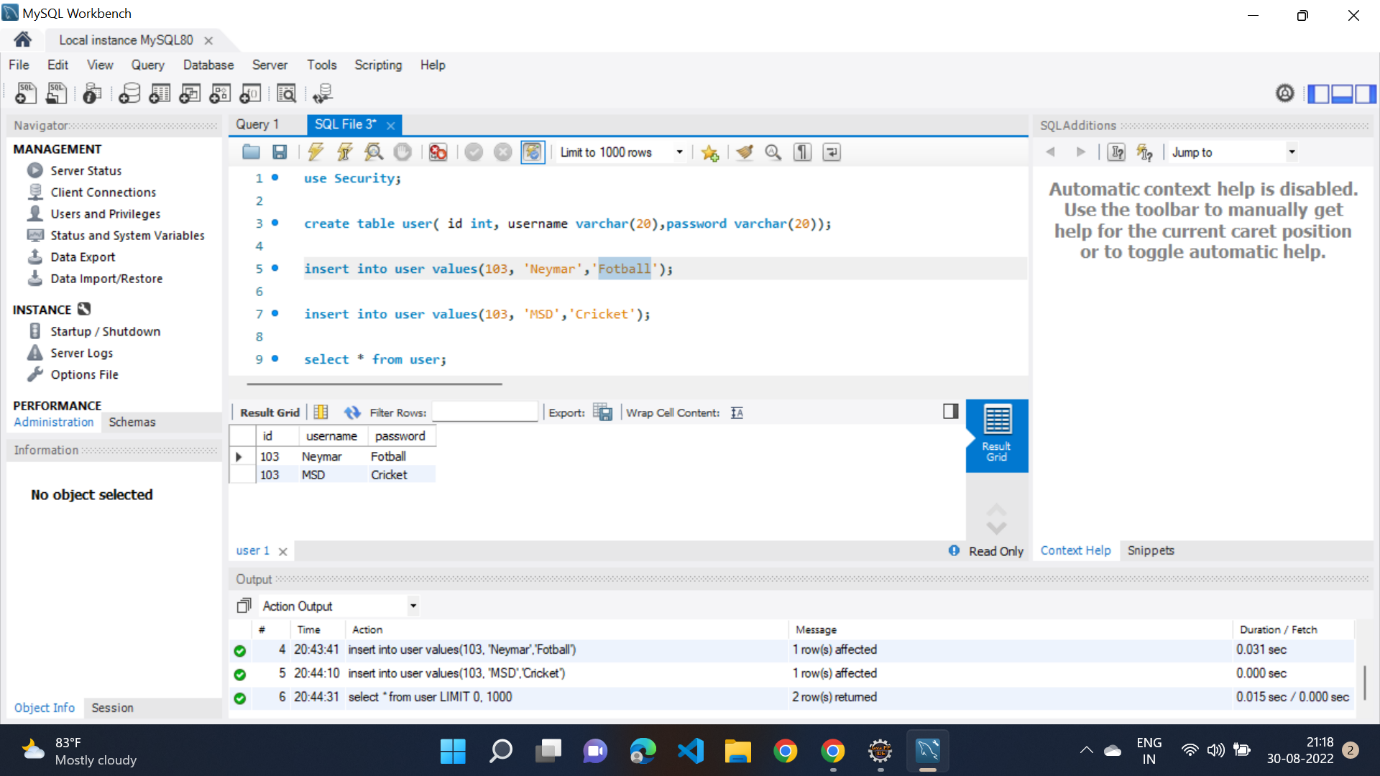 MySQL Workbench
Local instance MySQL80
File Edit View Query Database Server Tools Scripting Help
Navigator
MANAGEMENT
Server Status
Client Connections
Users and Privileges
Status and System Variables
Data Export
Data Import/Restore
INSTANCE
Startup / Shutdown
Server Logs
Options File
PERFORMANCE
Administration Schemas
Information
No object selected
Object Info Session
Query 1 SQL File 3*
Limit to 1000 rows
1 use Security;
2
3 create table user( id int, username varchar(20),password varchar(20));
4
5 insert into user values(103, 'Neymar','Fotball');
6
7 insert into user values(103, 'MSD','Cricket');
8
9 select * from user;
Result Grid Filter Rows: Export: Wrap Cell Content:
id username password
103 Neymar Fotball
103 MSD Cricket
Result
Grid
user 1 Read Only
SQLAdditions
Jump to
Automatic context help is disabled.
Use the toolbar to manually get
help for the current caret position
or to toggle automatic help.
Context Help Snippets
Output
Action Output
# Time Action Message Duration / Fetch
4 20:43:41 insert into user values(103, 'Neymar','Fotball') 1 row(s) affected 0.031 sec
5 20:44:10 insert into user values(103, 'MSD','Cricket') 1 row(s) affected 0.000 sec
6 20:44:31 select * from user LIMIT 0, 1000 2 row(s) returned 0.015 sec / 0.000 sec
83°F
Mostly cloudy
ENG
IN
21:18
30-08-2022
2